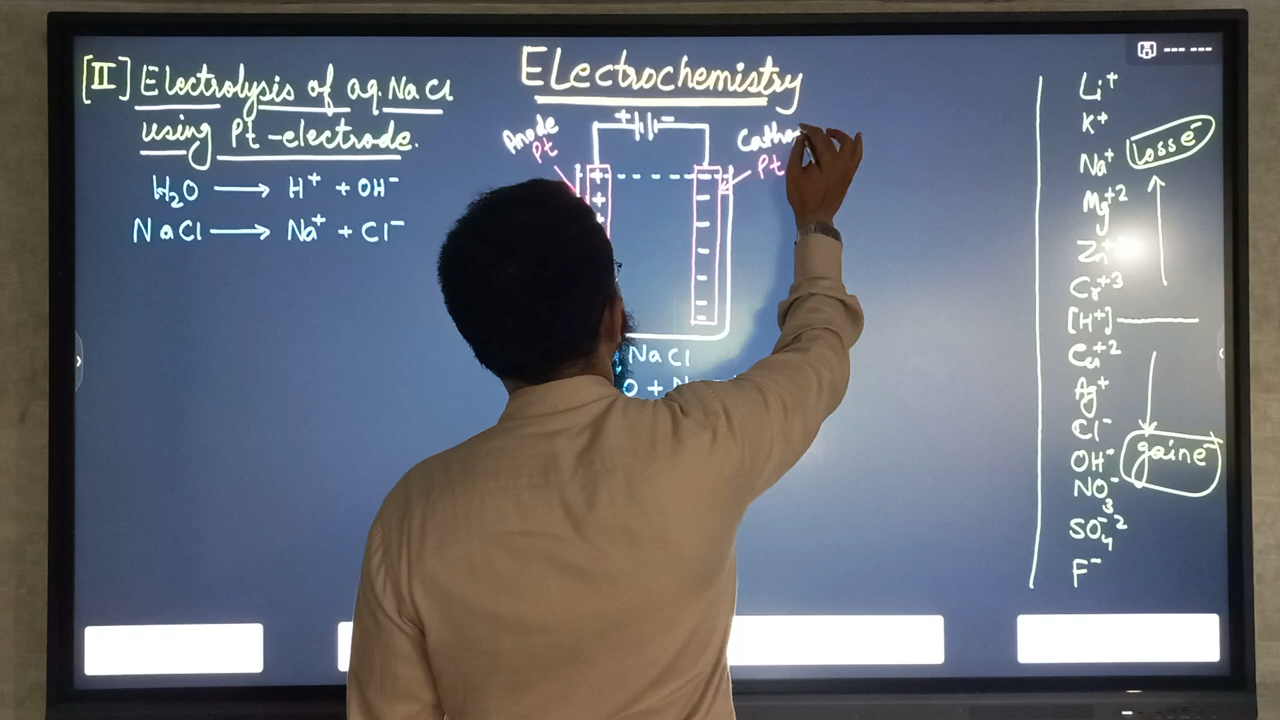 [II] Electrolysis of aq. NaCl
using Pt-electrode.
H₂O ⟶ H⁺ + OH⁻
NaCl ⟶ Na⁺ + Cl⁻
Electrochemistry
+ −
Anode
Pt
Catho
Pt
NaCl
O +
Li⁺
K⁺
Na⁺
Mg⁺²
Zn
Cr⁺³
[H⁺]
Cu⁺²
Ag⁺
Cl⁻
OH⁻
NO₃⁻
SO₄⁻²
F⁻
Loss e⁻
gain e⁻